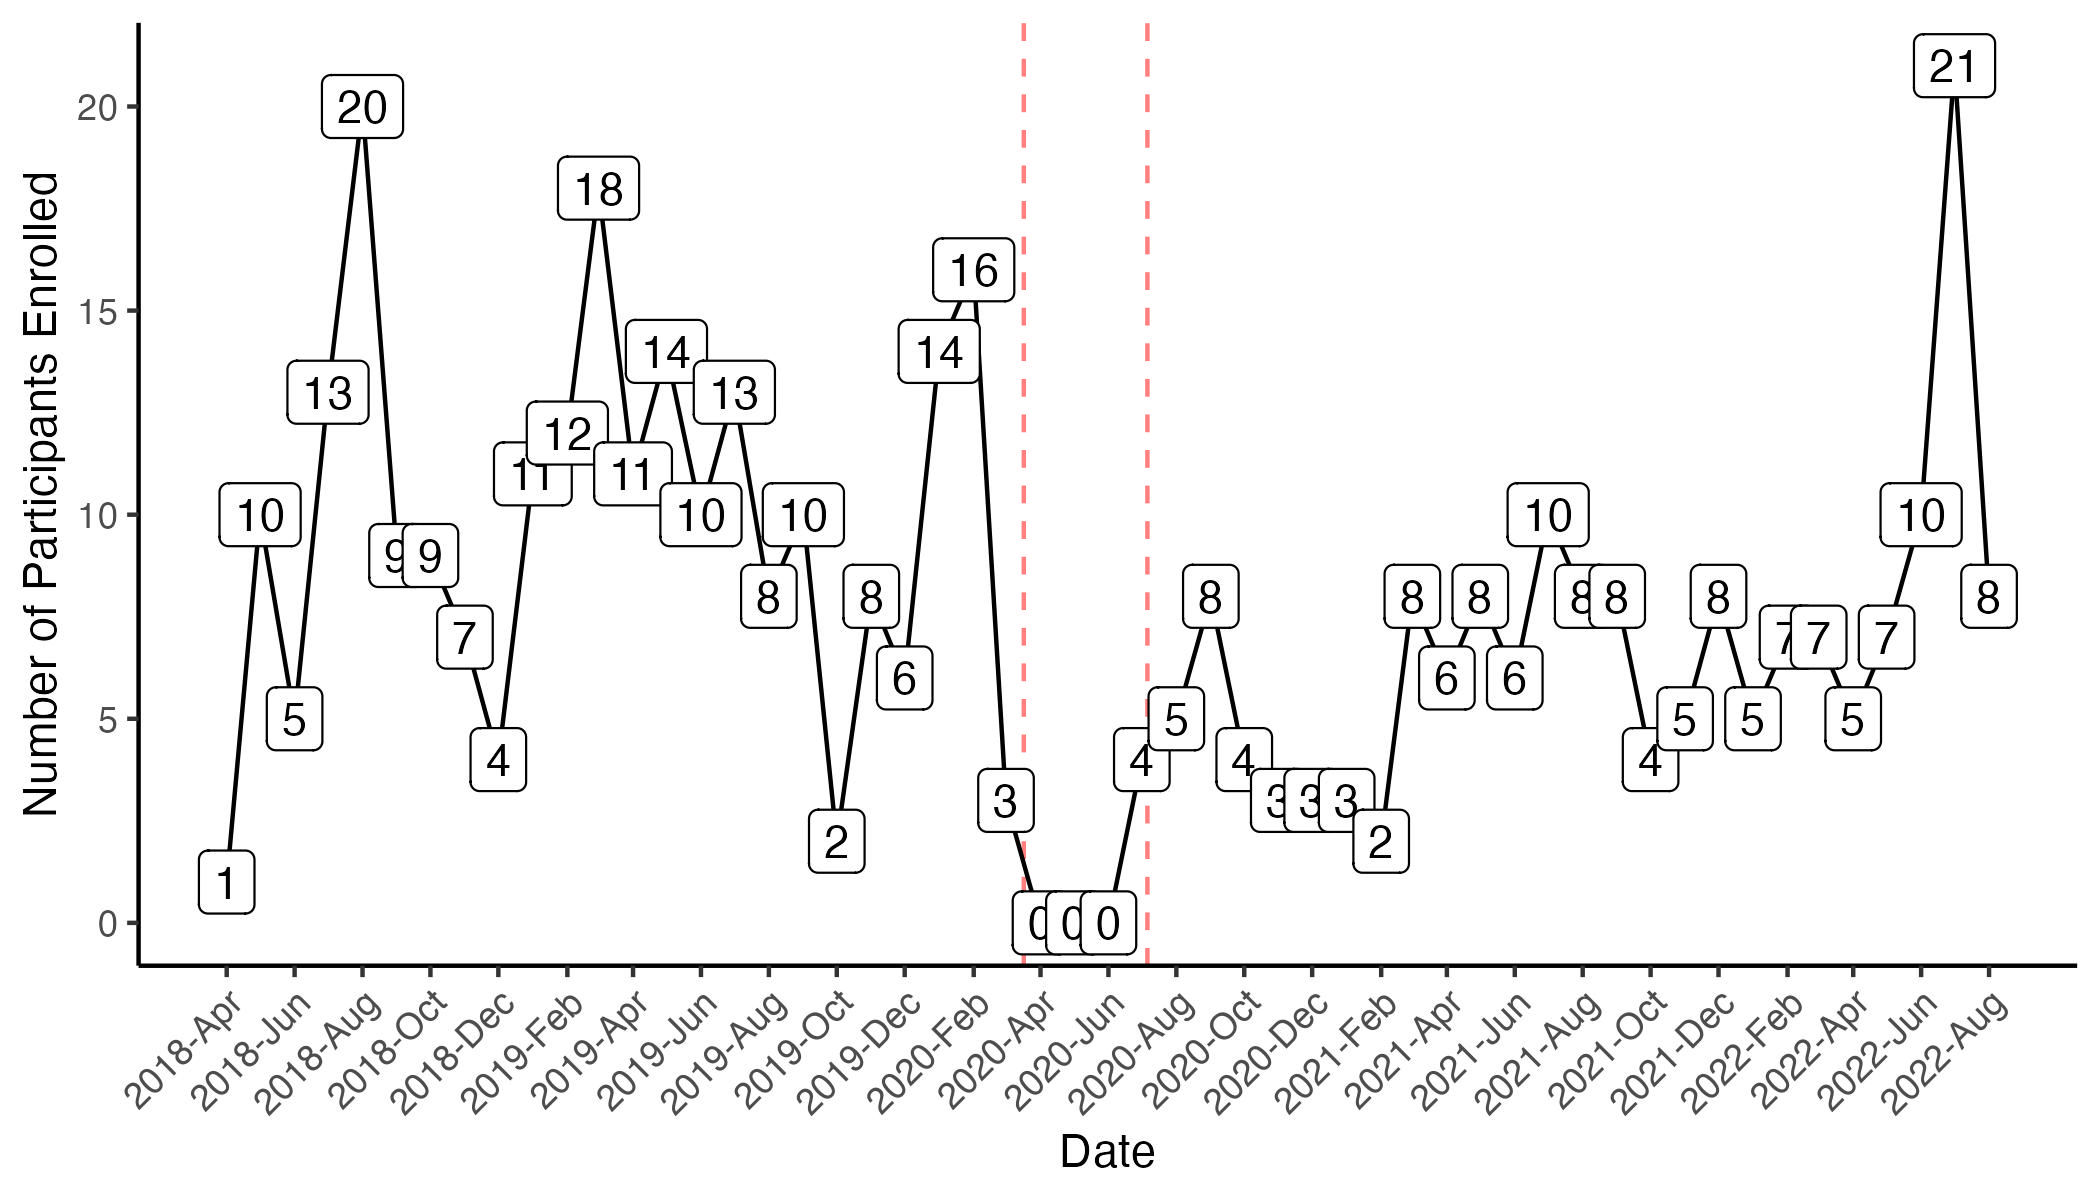 Number of Participants Enrolled
20
15
10
5
0
1
10
5
13
20
9
9
7
4
11
12
18
11
14
10
13
8
10
2
8
6
14
16
3
0
0
0
4
5
8
4
3
3
3
2
8
6
8
6
10
8
8
4
5
8
5
7
7
5
7
10
21
8
2018-Apr
2018-Jun
2018-Aug
2018-Oct
2018-Dec
2019-Feb
2019-Apr
2019-Jun
2019-Aug
2019-Oct
2019-Dec
2020-Feb
2020-Apr
2020-Jun
2020-Aug
2020-Oct
2020-Dec
2021-Feb
2021-Apr
2021-Jun
2021-Aug
2021-Oct
2021-Dec
2022-Feb
2022-Apr
2022-Jun
2022-Aug
Date